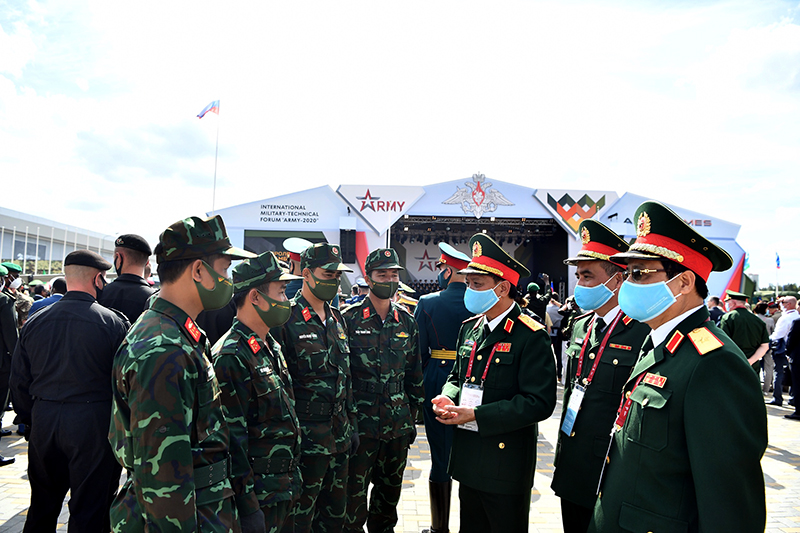 INTERNATIONAL
MILITARY-TECHNICAL
FORUM "ARMY-2020"
ARMY
ARMY